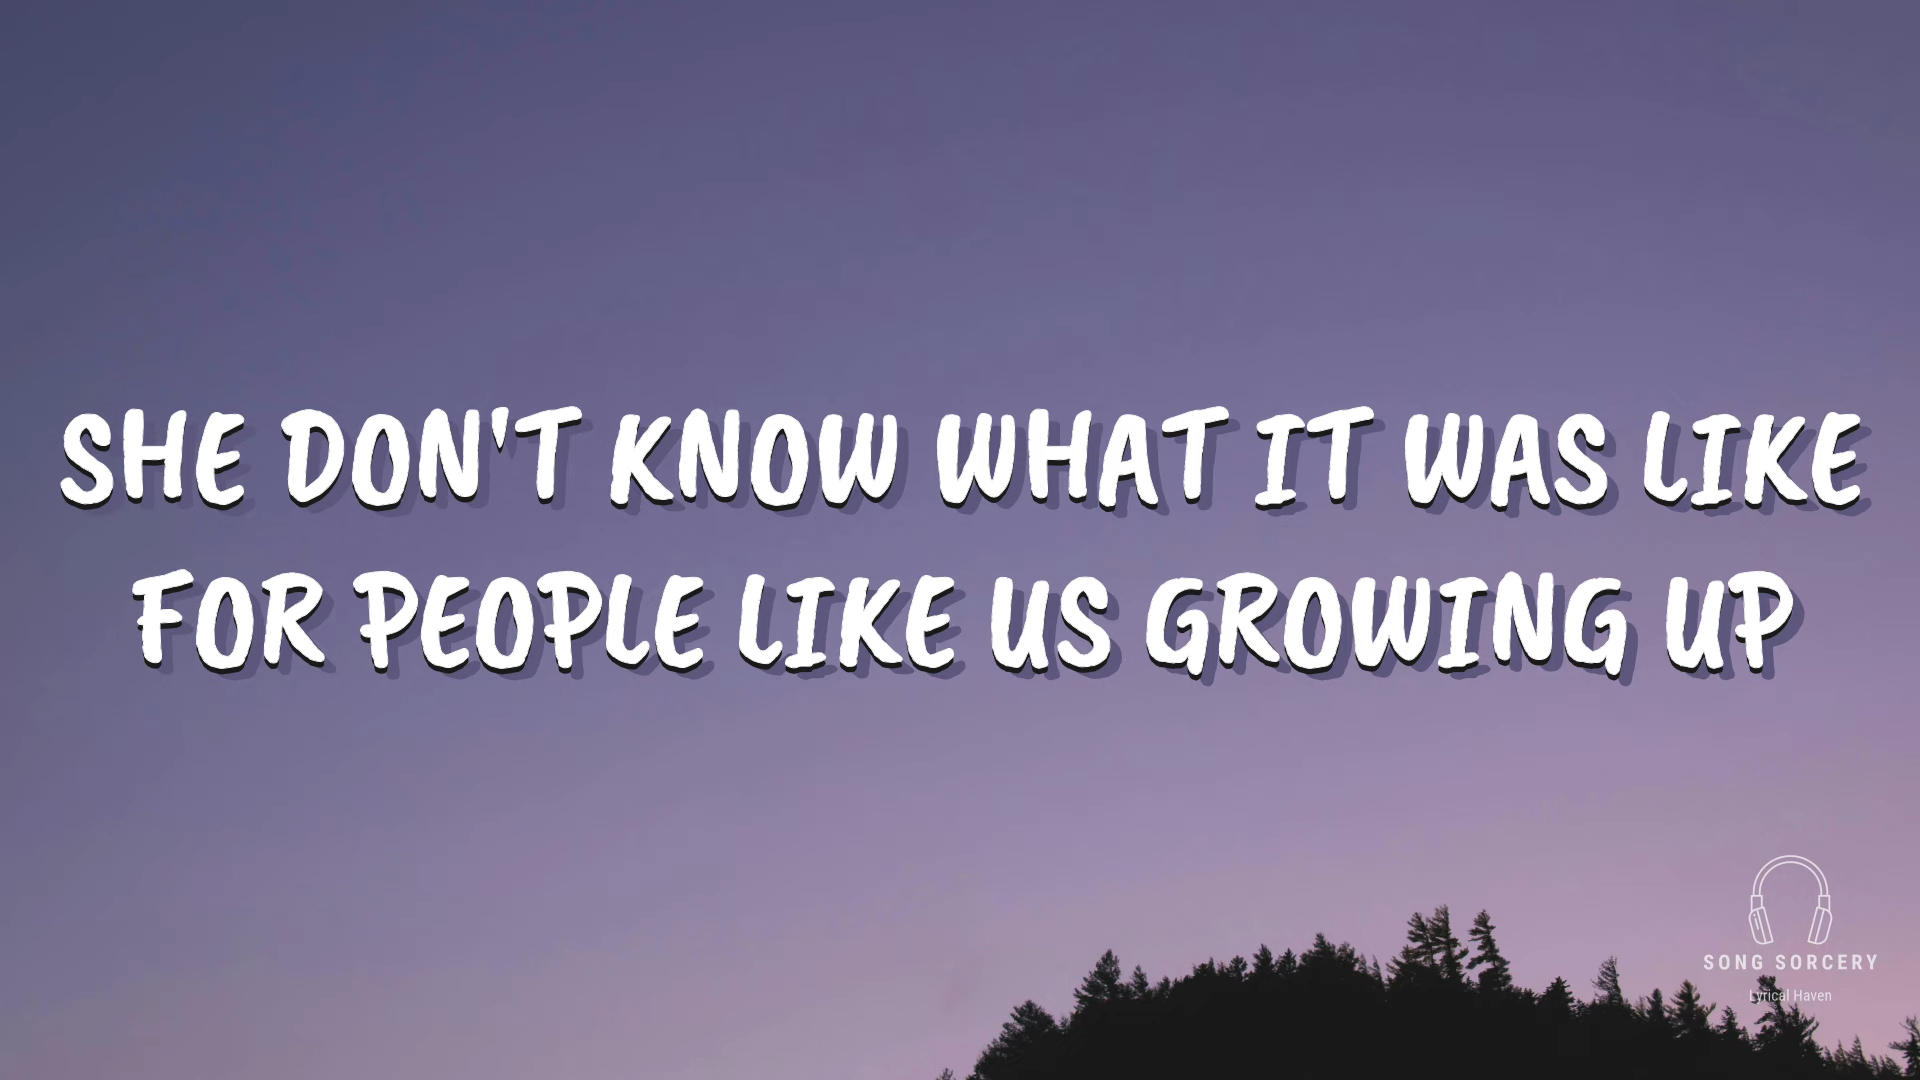 SHE DON'T KNOW WHAT IT WAS LIKE
FOR PEOPLE LIKE US GROWING UP
SONG SORCERY
Lyrical Haven